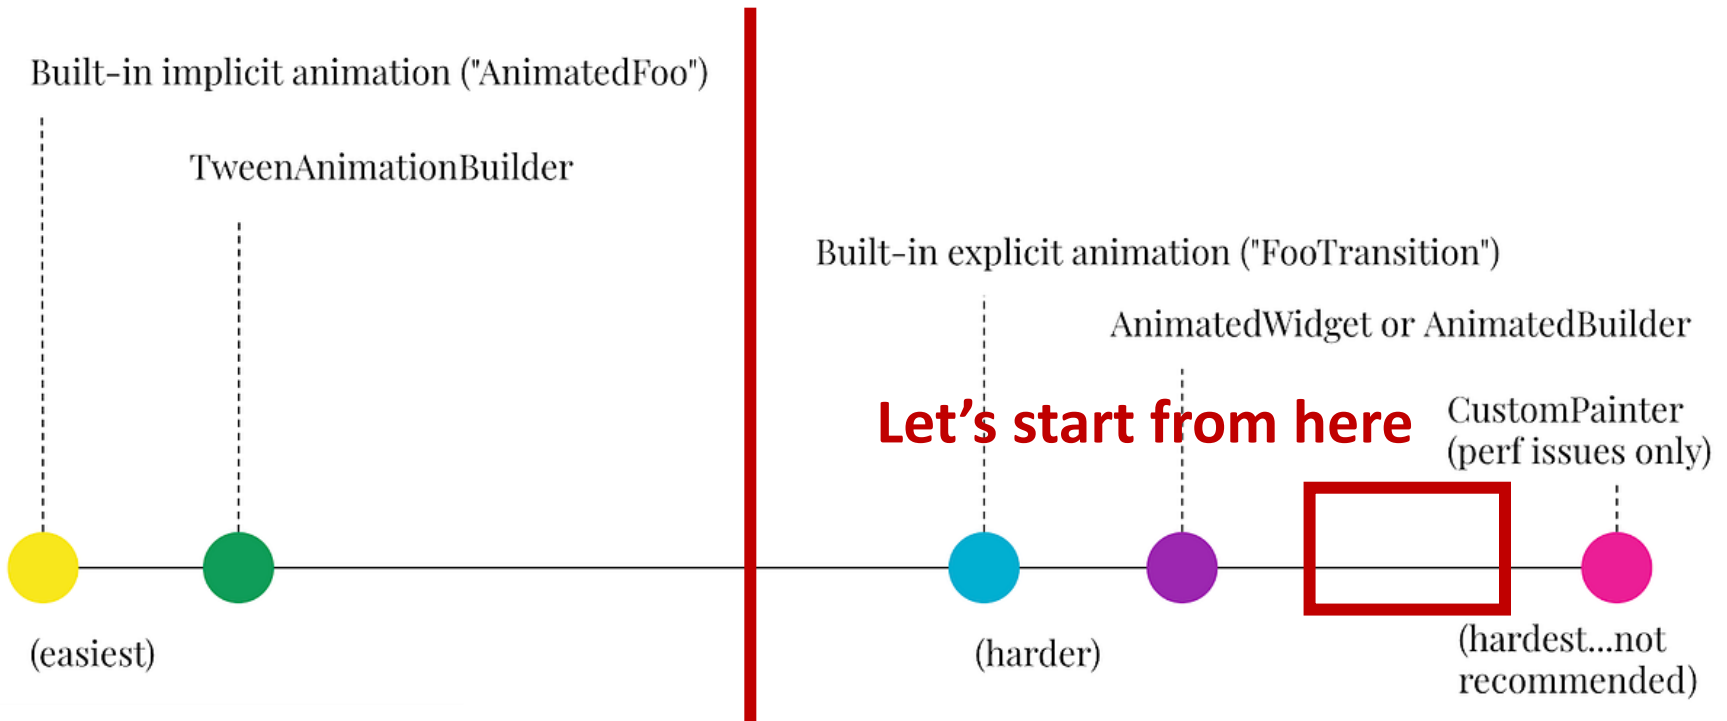 Built-in implicit animation ("AnimatedFoo")
TweenAnimationBuilder
Built-in explicit animation ("FooTransition")
AnimatedWidget or AnimatedBuilder
Let’s start from here
CustomPainter
(perf issues only)
(easiest)
(harder)
(hardest...not
recommended)